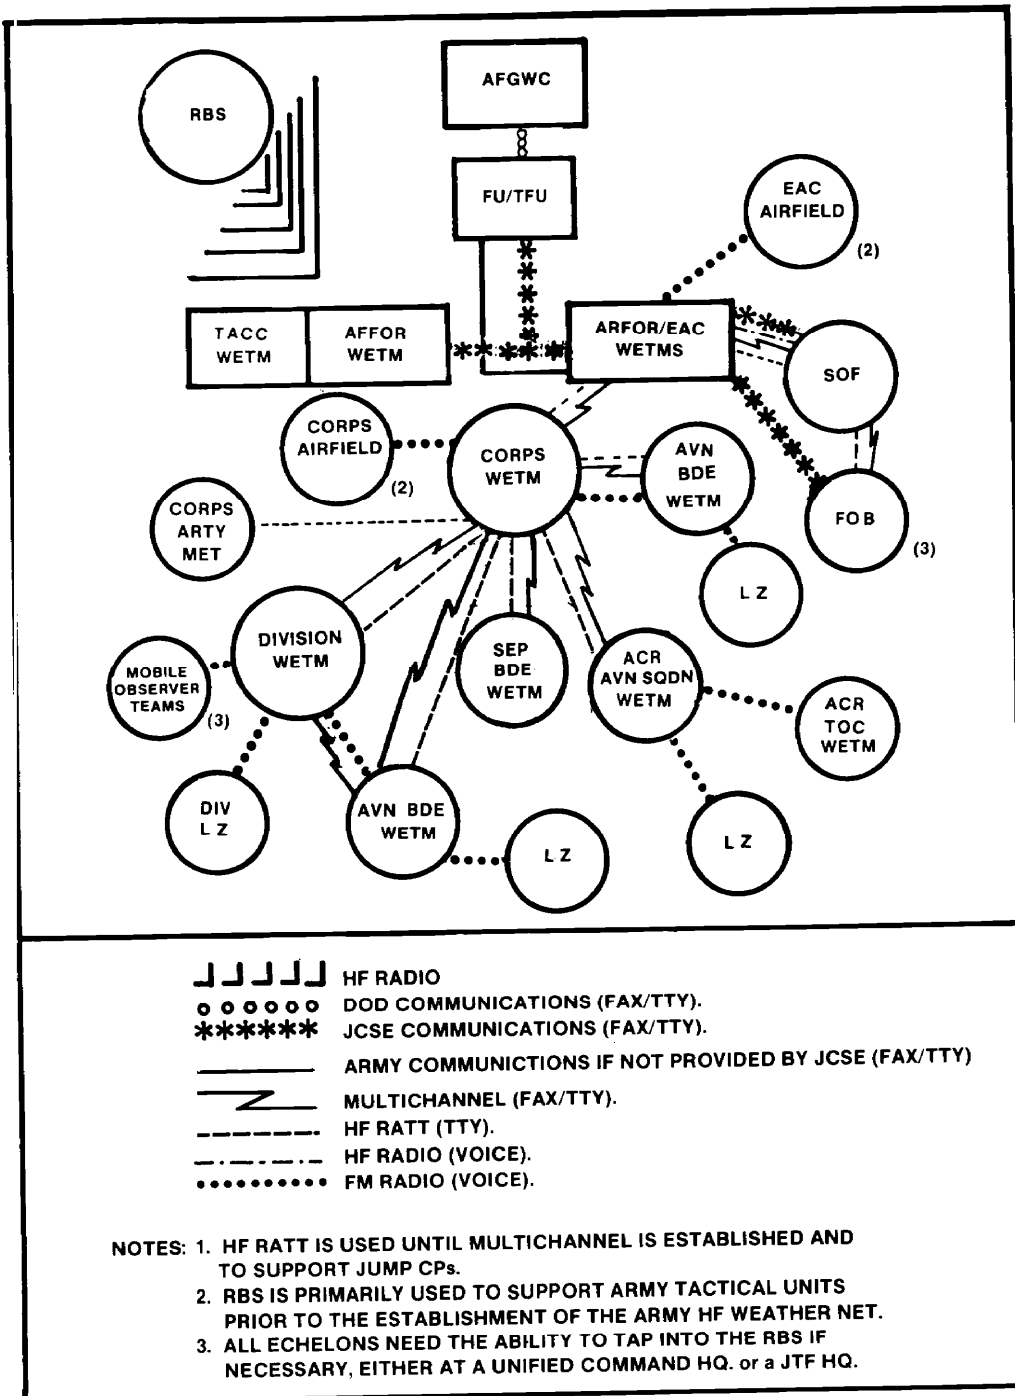 AFGWC
RBS
FU/TFU
EAC
AIRFIELD
(2)
TACC
WETM
AFFOR
WETM
ARFOR/EAC
WETMS
SOF
CORPS
AIRFIELD
(2)
CORPS
WETM
AVN
BDE
WETM
CORPS
ARTY
MET
FOB
(3)
LZ
DIVISION
WETM
SEP
BDE
WETM
ACR
AVN SQDN
WETM
MOBILE
OBSERVER
TEAMS
(3)
ACR
TOC
WETM
DIV
LZ
AVN BDE
WETM
LZ
LZ
HF RADIO
DOD COMMUNICATIONS (FAX/TTY).
JCSE COMMUNICATIONS (FAX/TTY).
ARMY COMMUNICTIONS IF NOT PROVIDED BY JCSE (FAX/TTY)
MULTICHANNEL (FAX/TTY).
HF RATT (TTY).
HF RADIO (VOICE).
FM RADIO (VOICE).
NOTES: 1. HF RATT IS USED UNTIL MULTICHANNEL IS ESTABLISHED AND
TO SUPPORT JUMP CPs.
2. RBS IS PRIMARILY USED TO SUPPORT ARMY TACTICAL UNITS
PRIOR TO THE ESTABLISHMENT OF THE ARMY HF WEATHER NET.
3. ALL ECHELONS NEED THE ABILITY TO TAP INTO THE RBS IF
NECESSARY, EITHER AT A UNIFIED COMMAND HQ. or a JTF HQ.